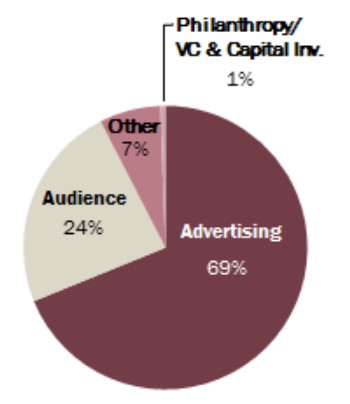 Philanthropy/
VC & Capital Inv.
1%
Other
7%
Audience
24%
Advertising
69%